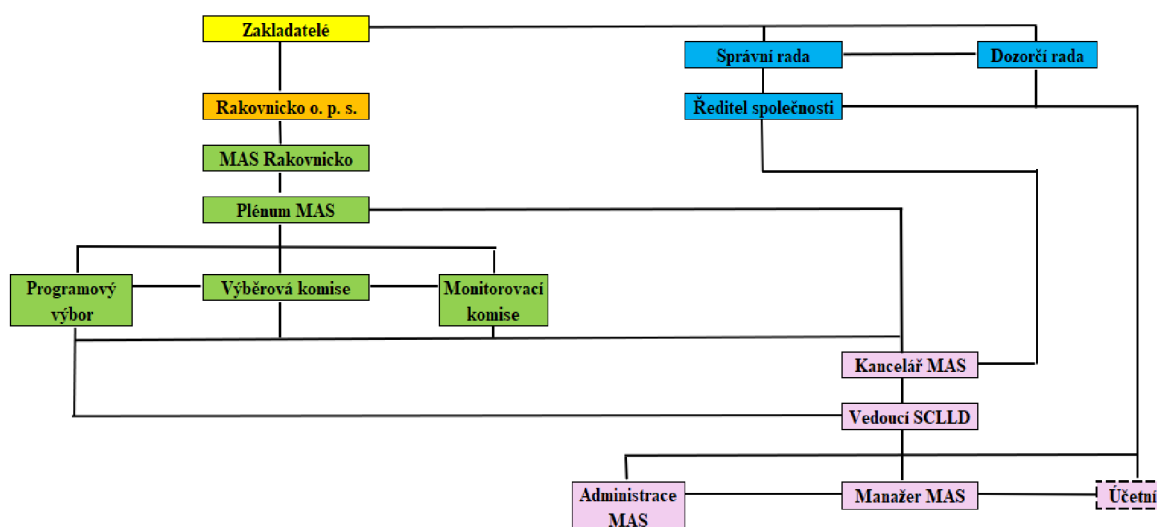 Zakladatelé
Správní rada
Dozorčí rada
Rakovnicko o. p. s.
Ředitel společnosti
MAS Rakovnicko
Plénum MAS
Programový
výbor
Výběrová komise
Monitorovací
komise
Kancelář MAS
Vedoucí SCLLD
Administrace
MAS
Manažer MAS
Účetní